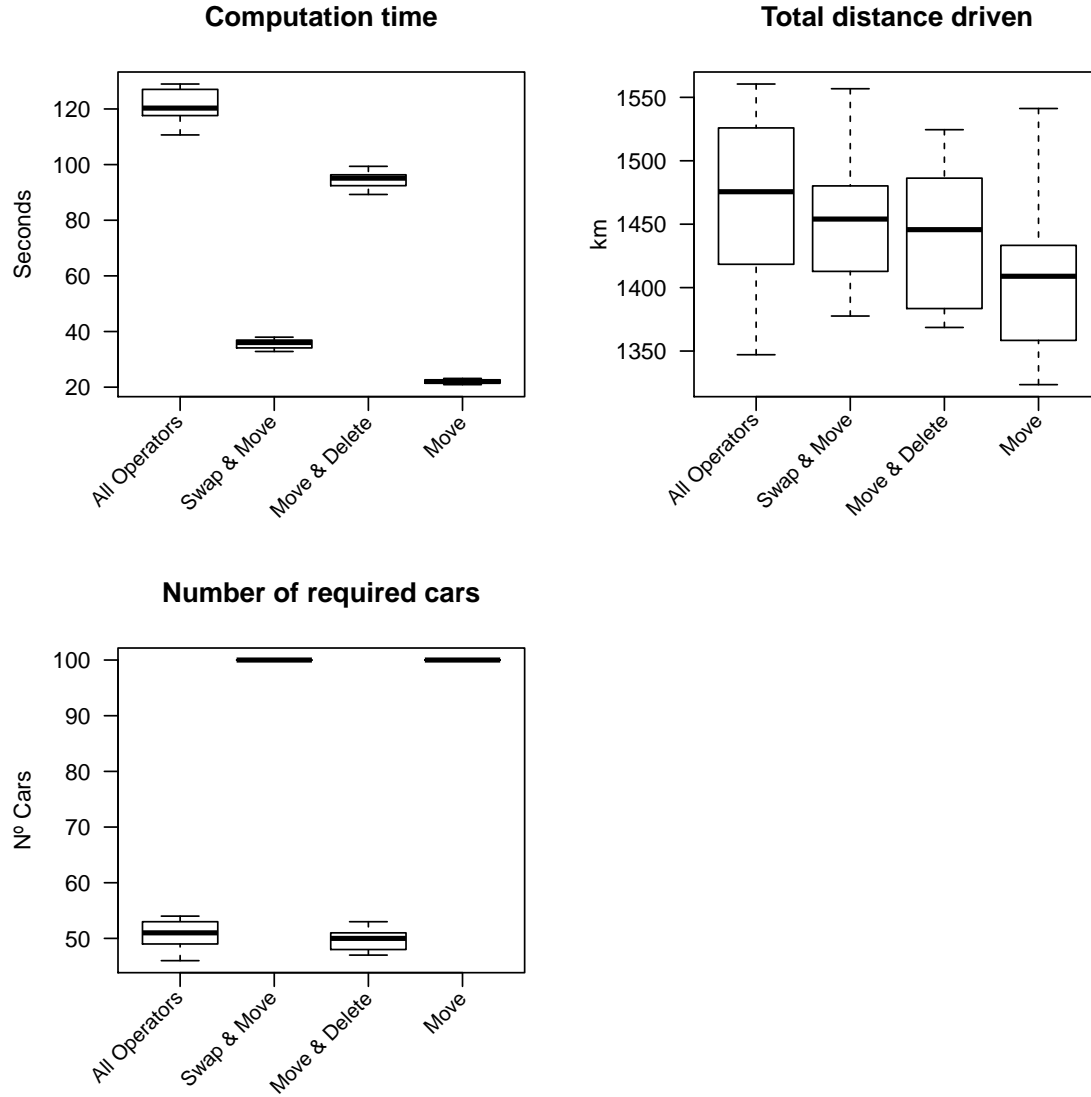 Computation time
Seconds
120
100
80
60
40
20
All Operators
Swap & Move
Move & Delete
Move
Total distance driven
km
1550
1500
1450
1400
1350
All Operators
Swap & Move
Move & Delete
Move
Number of required cars
Nº Cars
100
90
80
70
60
50
All Operators
Swap & Move
Move & Delete
Move